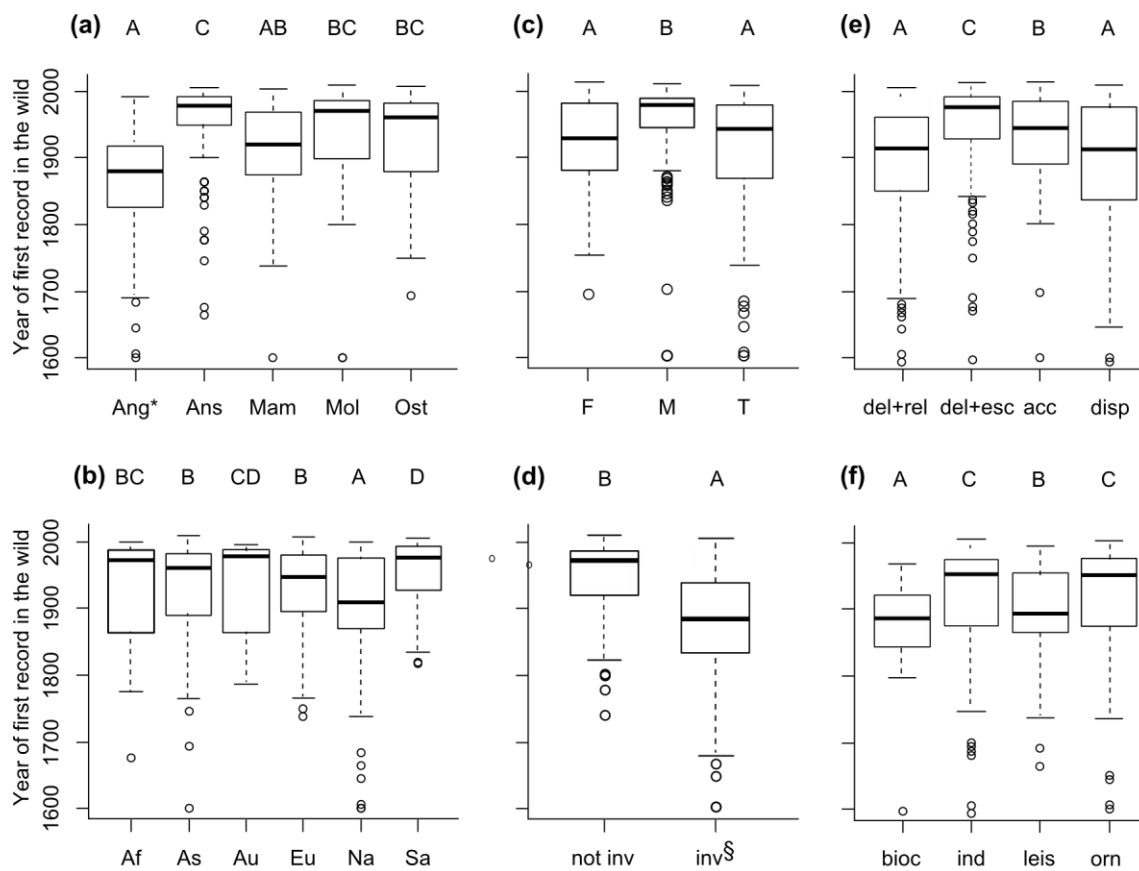 (a) A C AB BC BC
Year of first record in the wild
2000
1900
1800
1700
1600
Ang* Ans Mam Mol Ost
(c) A B A
F M T
(e) A C B A
del+rel del+esc acc disp
(b) BC B CD B A D
Year of first record in the wild
2000
1900
1800
1700
1600
Af As Au Eu Na Sa
(d) B A
not inv inv§
(f) A C B C
bioc ind leis orn